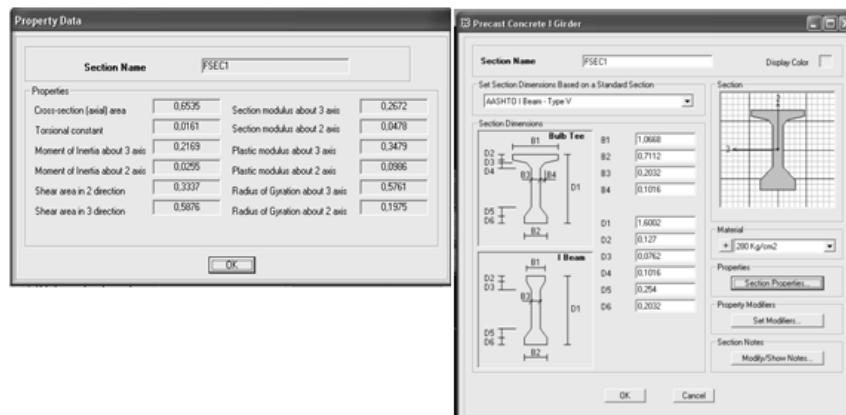 Property Data
Section Name FSEC1
Properties
Cross-section (axial) area 0,6535 Section modulus about 3 axis 0,2672
Torsional constant 0,0161 Section modulus about 2 axis 0,0478
Moment of Inertia about 3 axis 0,2169 Plastic modulus about 3 axis 0,3479
Moment of Inertia about 2 axis 0,0255 Plastic modulus about 2 axis 0,0986
Shear area in 2 direction 0,3337 Radius of Gyration about 3 axis 0,5761
Shear area in 3 direction 0,5876 Radius of Gyration about 2 axis 0,1975
OK
Precast Concrete I Girder
Section Name FSEC1 Display Color
Set Section Dimensions Based on a Standard Section
AASHTO I Beam - Type V
Section Dimensions
Bulb Tee
B1
D2
D3
D4
B3 B4
D1
D5
D6
B2
I Beam
B1
D2
D3
B3
D1
D5
D6
B2
B1 1,0668
B2 0,7112
B3 0,2032
B4 0,1016
D1 1,6002
D2 0,127
D3 0,0762
D4 0,1016
D5 0,254
D6 0,2032
Section
2
3
Material
+ 280 Kg/cm2
Properties
Section Properties...
Property Modifiers
Set Modifiers...
Section Notes
Modify/Show Notes...
OK Cancel